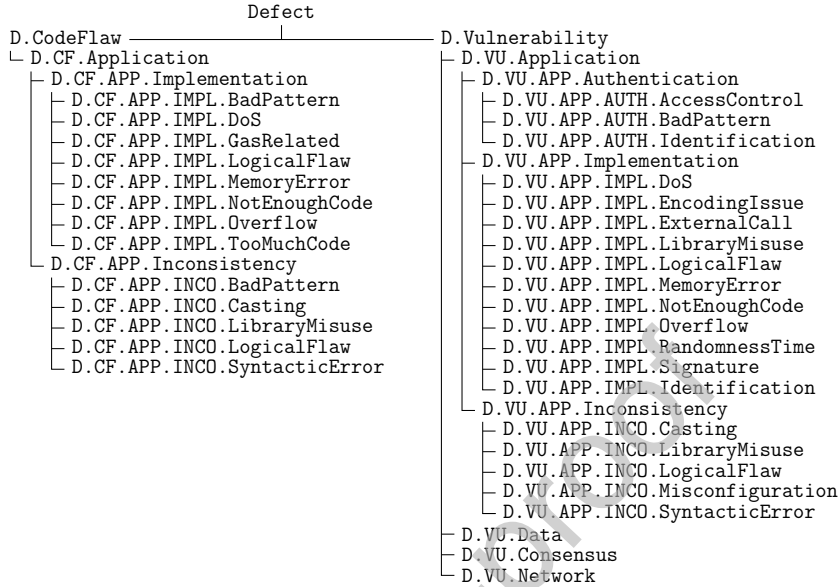 Defect
D.CodeFlaw
D.CF.Application
D.CF.APP.Implementation
D.CF.APP.IMPL.BadPattern
D.CF.APP.IMPL.DoS
D.CF.APP.IMPL.GasRelated
D.CF.APP.IMPL.LogicalFlaw
D.CF.APP.IMPL.MemoryError
D.CF.APP.IMPL.NotEnoughCode
D.CF.APP.IMPL.Overflow
D.CF.APP.IMPL.TooMuchCode
D.CF.APP.Inconsistency
D.CF.APP.INCO.BadPattern
D.CF.APP.INCO.Casting
D.CF.APP.INCO.LibraryMisuse
D.CF.APP.INCO.LogicalFlaw
D.CF.APP.INCO.SyntacticError
D.Vulnerability
D.VU.Application
D.VU.APP.Authentication
D.VU.APP.AUTH.AccessControl
D.VU.APP.AUTH.BadPattern
D.VU.APP.AUTH.Identification
D.VU.APP.Implementation
D.VU.APP.IMPL.DoS
D.VU.APP.IMPL.EncodingIssue
D.VU.APP.IMPL.ExternalCall
D.VU.APP.IMPL.LibraryMisuse
D.VU.APP.IMPL.LogicalFlaw
D.VU.APP.IMPL.MemoryError
D.VU.APP.IMPL.NotEnoughCode
D.VU.APP.IMPL.Overflow
D.VU.APP.IMPL.RandomnessTime
D.VU.APP.IMPL.Signature
D.VU.APP.IMPL.Identification
D.VU.APP.Inconsistency
D.VU.APP.INCO.Casting
D.VU.APP.INCO.LibraryMisuse
D.VU.APP.INCO.LogicalFlaw
D.VU.APP.INCO.Misconfiguration
D.VU.APP.INCO.SyntacticError
D.VU.Data
D.VU.Consensus
D.VU.Network
proof